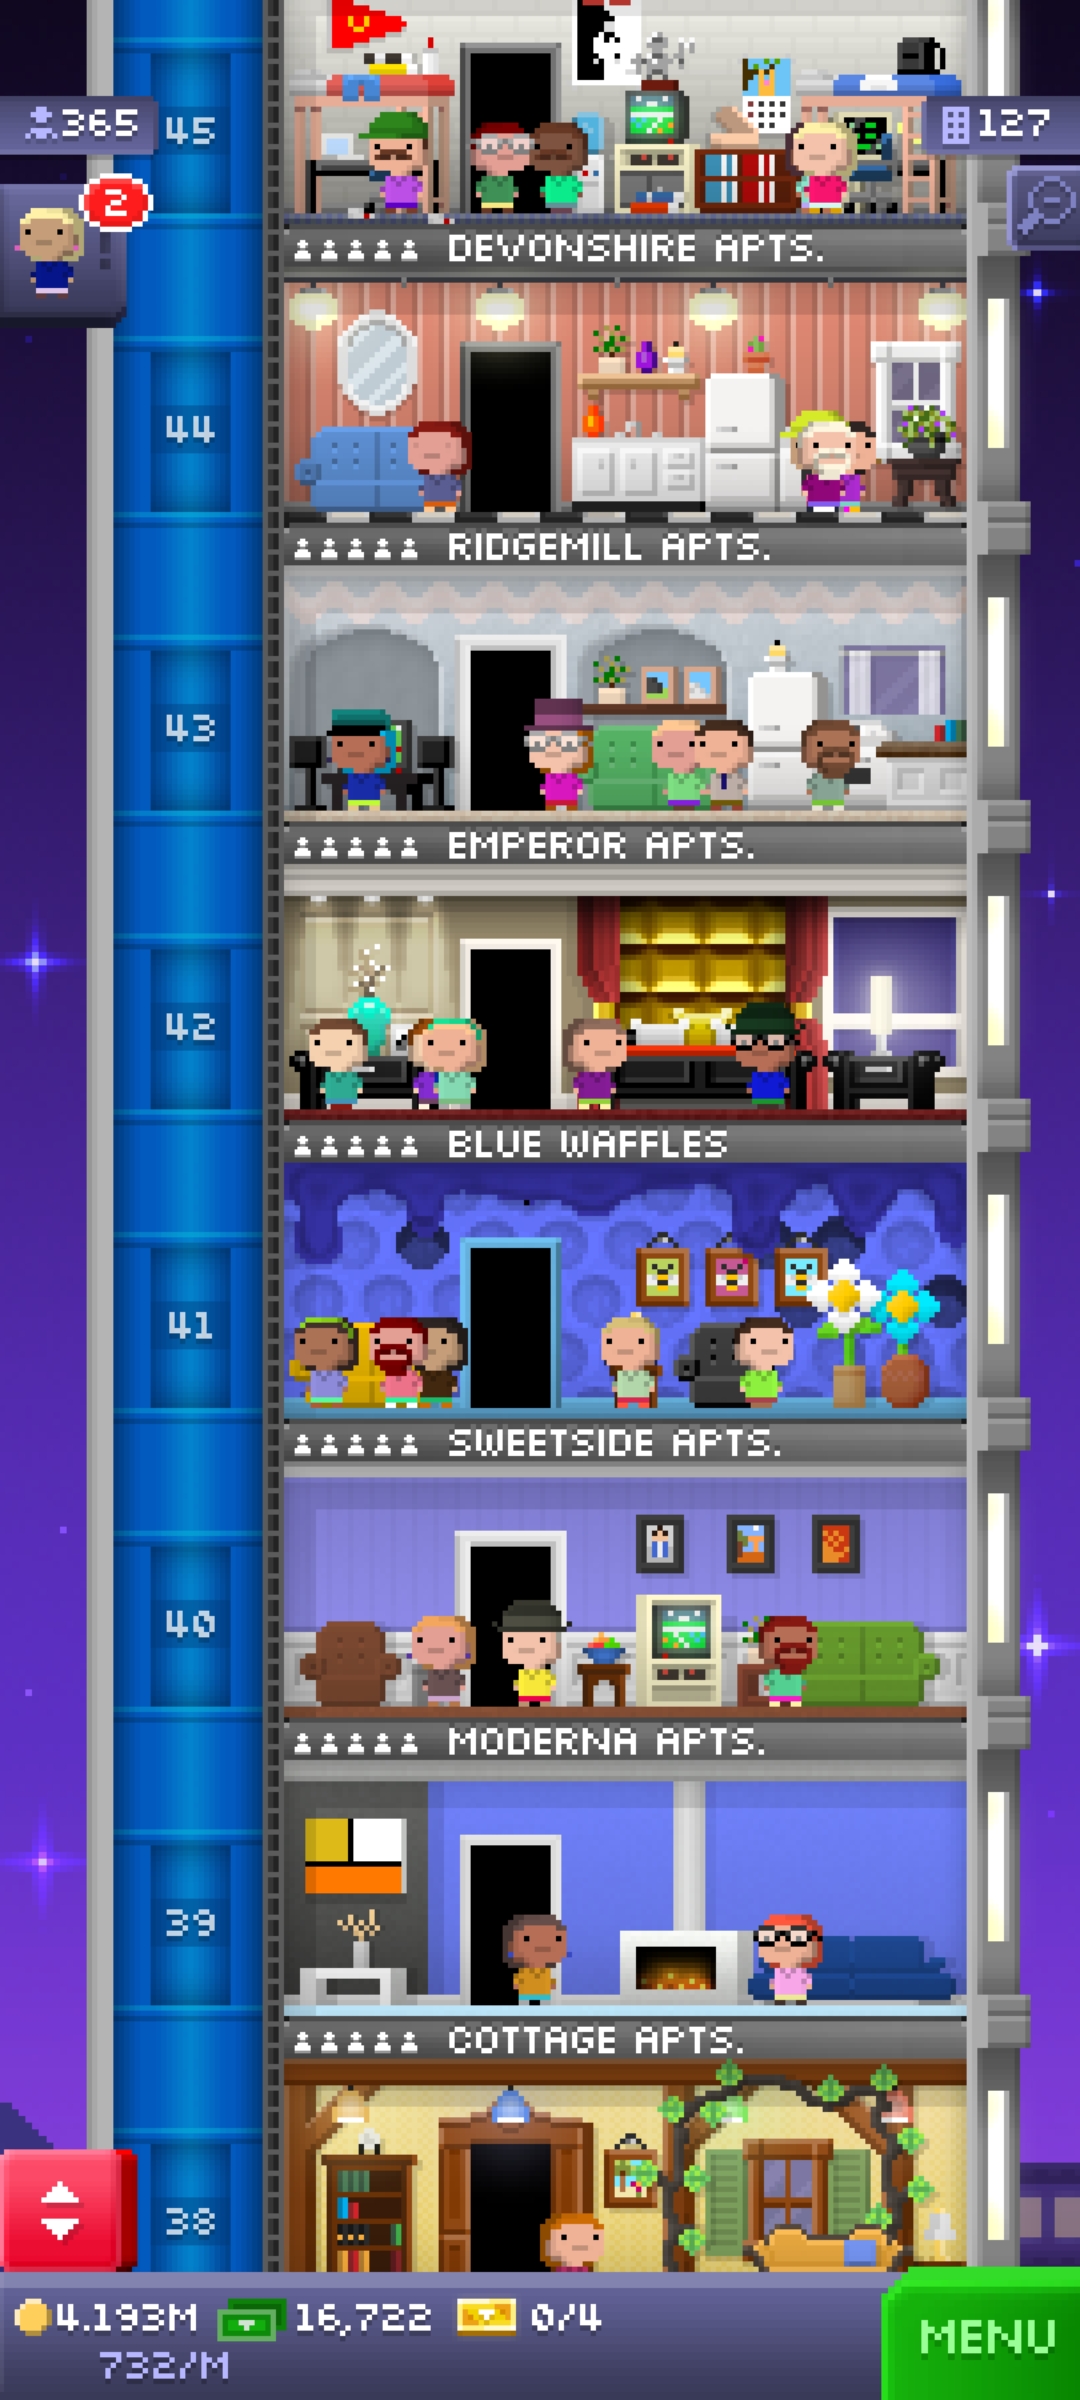 365
45
127
2
DEVONSHIRE APTS.
44
RIDGEMILL APTS.
43
EMPEROR APTS.
42
BLUE WAFFLES
41
SWEETSIDE APTS.
40
MODERNA APTS.
39
COTTAGE APTS.
38
4.193M 16,722 0/4
732/M
MENU